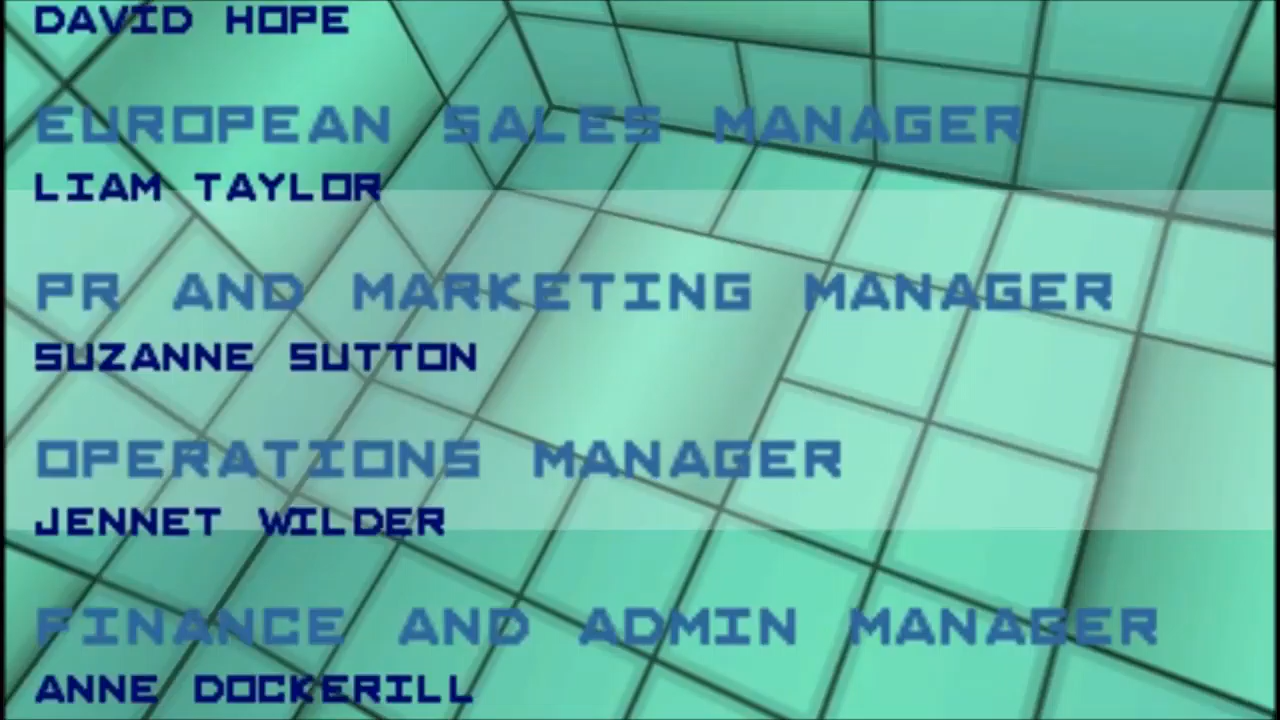 DAVID HOPE
EUROPEAN SALES MANAGER
LIAM TAYLOR
PR AND MARKETING MANAGER
SUZANNE SUTTON
OPERATIONS MANAGER
JENNET WILDER
FINANCE AND ADMIN MANAGER
ANNE DOCKERILL